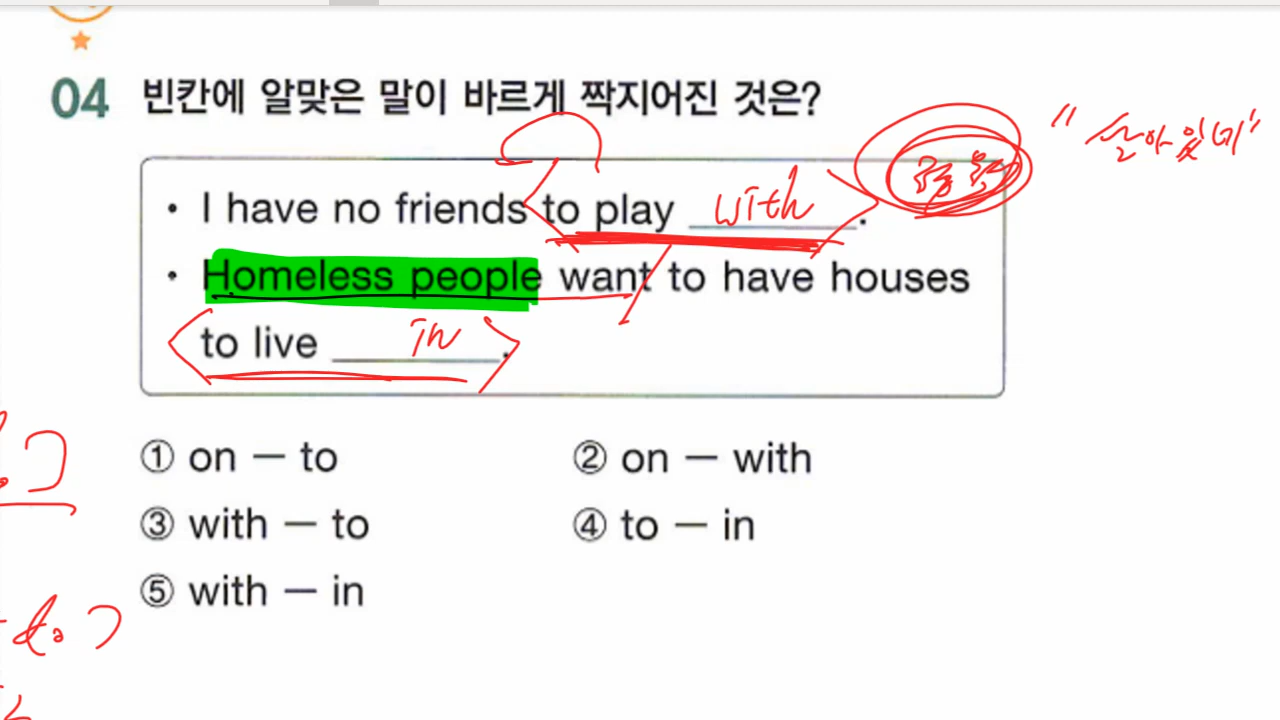 04 빈칸에 알맞은 말이 바르게 짝지어진 것은?
"살아있네"
• I have no friends to play with.
• Homeless people want to have houses
to live in.
① on — to
② on — with
③ with — to
④ to — in
⑤ with — in